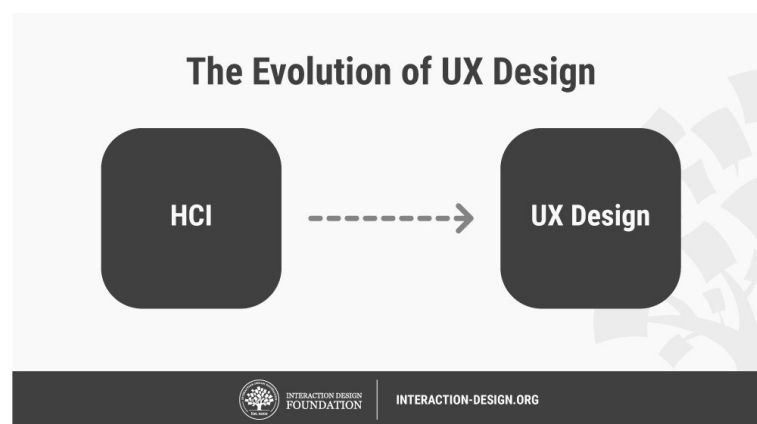 The Evolution of UX Design
HCI
UX Design
INTERACTION DESIGN
FOUNDATION
INTERACTION-DESIGN.ORG